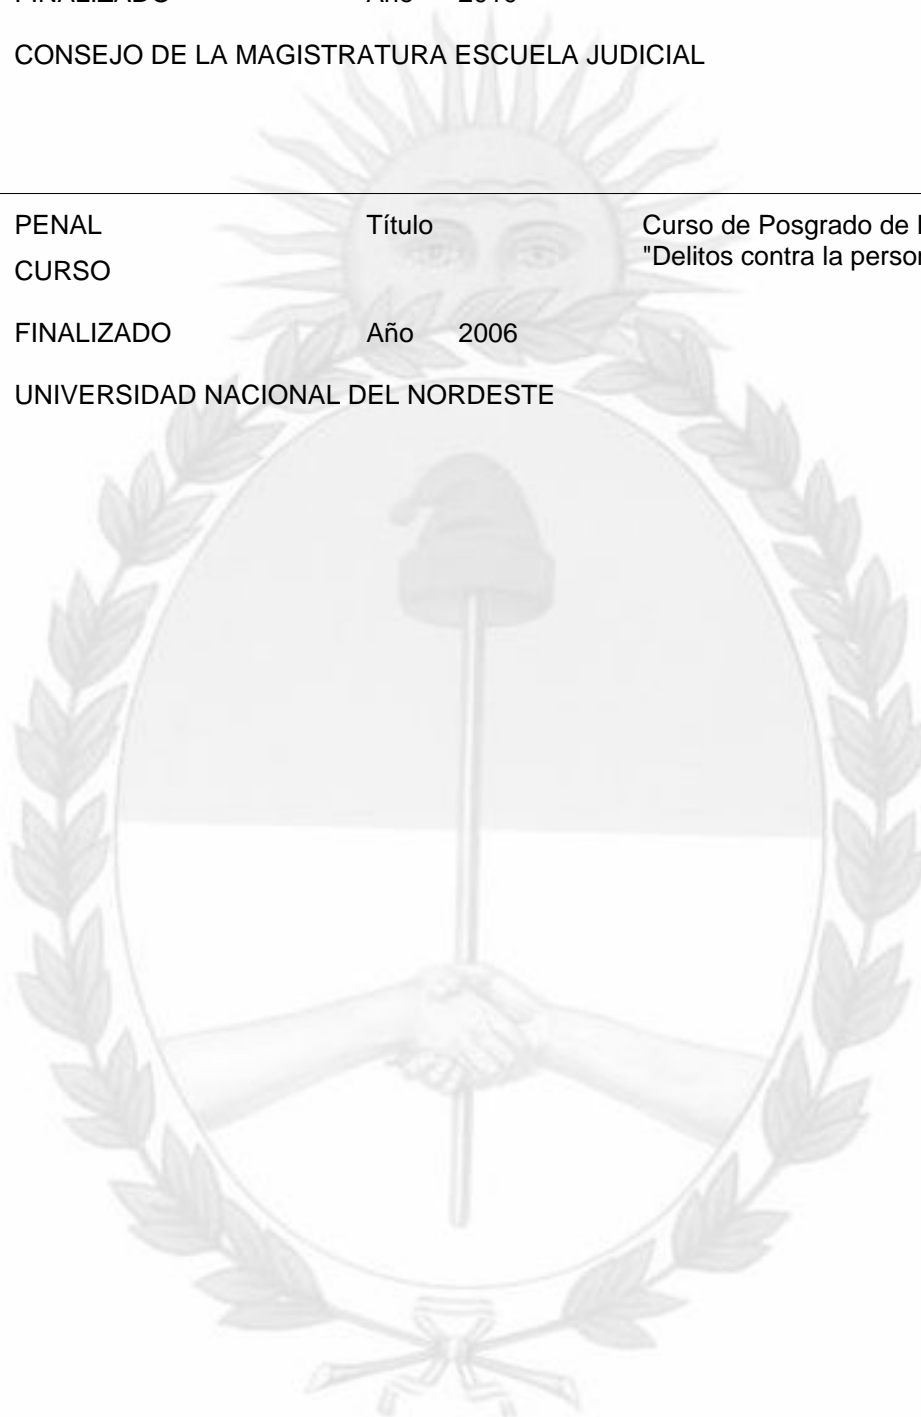 CONSEJO DE LA MAGISTRATURA ESCUELA JUDICIAL
PENAL Título Curso de Posgrado de
CURSO "Delitos contra la
FINALIZADO Año 2006
UNIVERSIDAD NACIONAL DEL NORDESTE